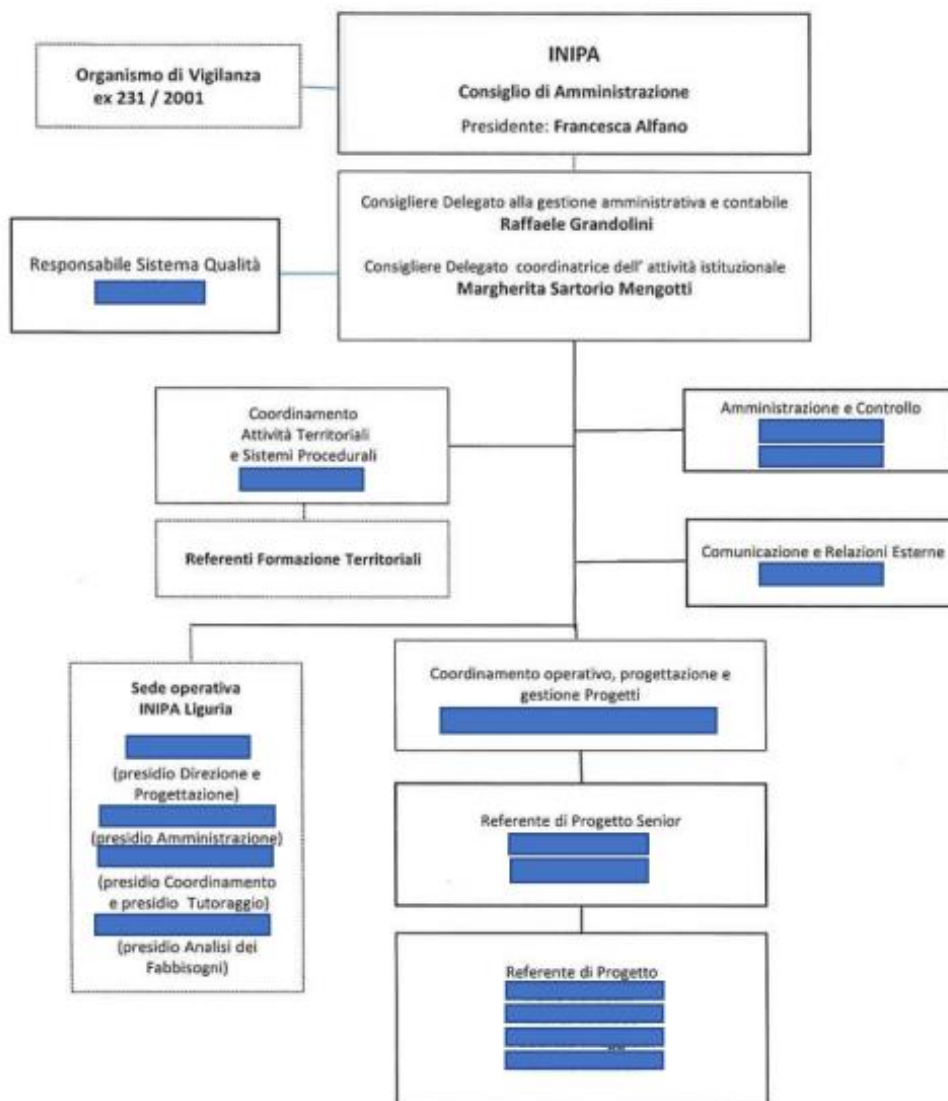 INIPA
Consiglio di Amministrazione
Presidente: Francesca Alfano
Organismo di Vigilanza
ex 231 / 2001
Consigliere Delegato alla gestione amministrativa e contabile
Raffaele Grandolini
Consigliere Delegato coordinatrice dell' attività istituzionale
Margherita Sartorio Mengotti
Responsabile Sistema Qualità
Coordinamento
Attività Territoriali
e Sistemi Procedurali
Amministrazione e Controllo
Referenti Formazione Territoriali
Comunicazione e Relazioni Esterne
Sede operativa
INIPA Liguria
(presidio Direzione e
Progettazione)
(presidio Amministrazione)
(presidio Coordinamento
e presidio Tutoraggio)
(presidio Analisi dei
Fabbisogni)
Coordinamento operativo, progettazione e
gestione Progetti
Referente di Progetto Senior
Referente di Progetto